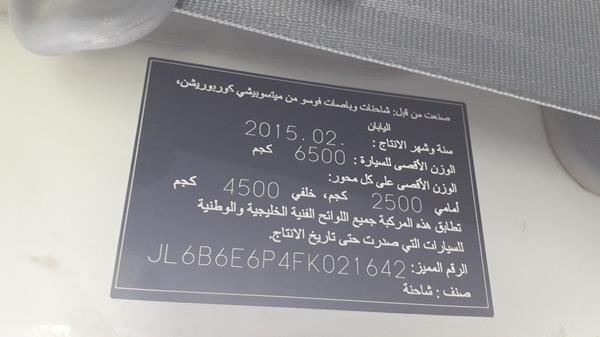 صنعت من قبل: شاحنات وباصات فوسو من ميتسوبيشي كوربوريشن،
اليابان
سنة وشهر الانتاج : 2015.02.
الوزن الأقصى للسيارة : 6500 كجم
الوزن الأقصى على كل محور:
أمامي 2500 كجم، خلفي 4500 كجم
تطابق هذه المركبة جميع اللوائح الفنية الخليجية والوطنية
للسيارات التي صدرت حتى تاريخ الانتاج.
الرقم المميز: JL6B6E6P4FK021642
صنف : شاحنة